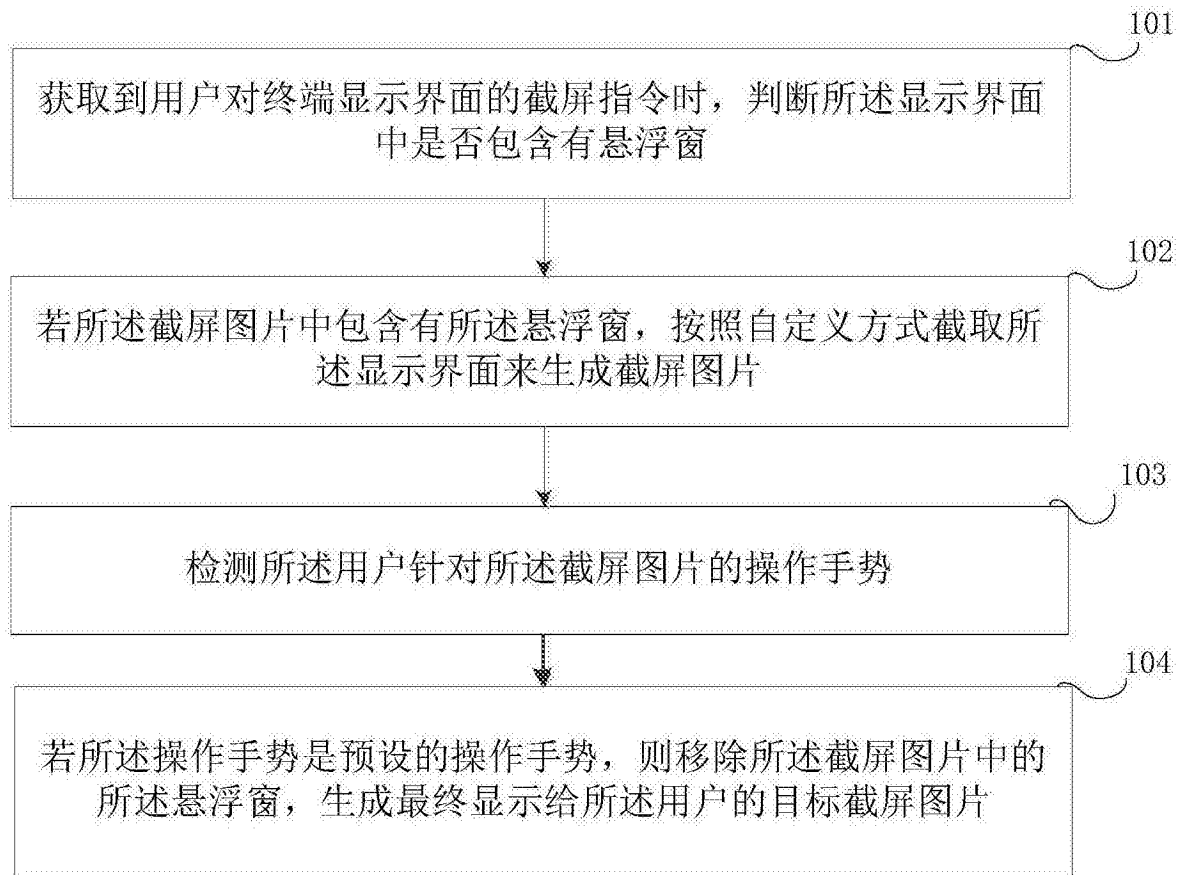 101
获取到用户对终端显示界面的截屏指令时，判断所述显示界面
中是否包含有悬浮窗
102
若所述截屏图片中包含有所述悬浮窗，按照自定义方式截取所
述显示界面来生成截屏图片
103
检测所述用户针对所述截屏图片的操作手势
104
若所述操作手势是预设的操作手势，则移除所述截屏图片中的
所述悬浮窗，生成最终显示给所述用户的目标截屏图片